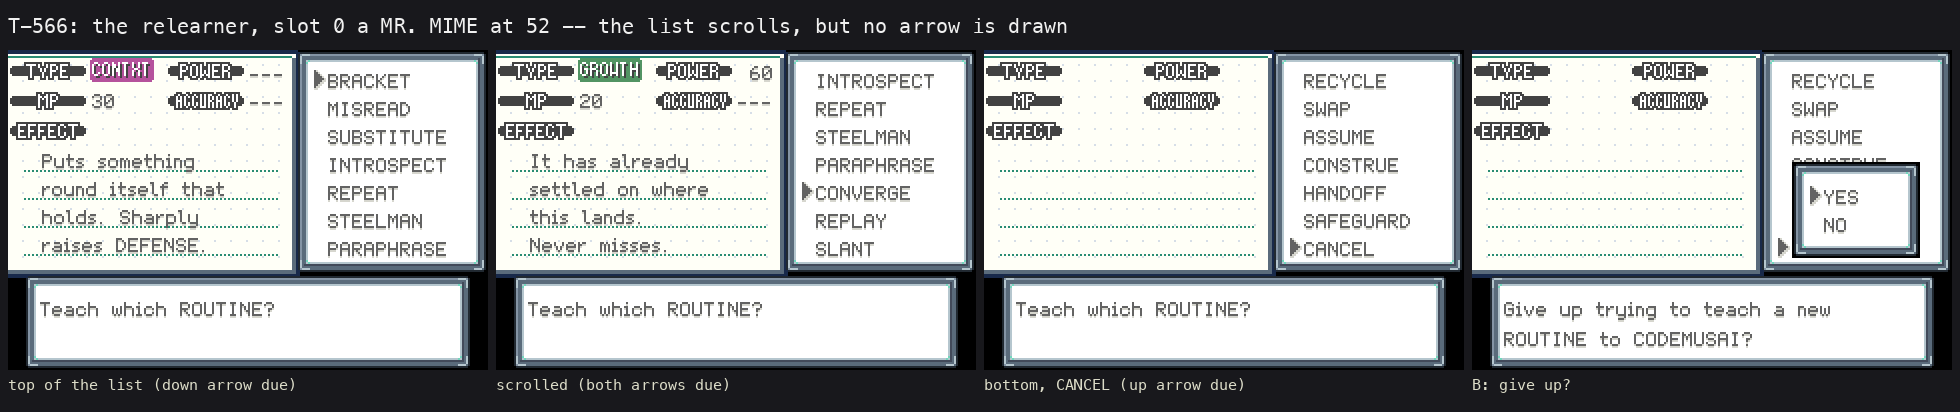 T-566: the relearner, slot 0 a MR. MIME at 52 -- the list scrolls, but no arrow is drawn
TYPE CONTXT POWER ---
MP 30 ACCURACY ---
EFFECT
Puts something
round itself that
holds. Sharply
raises DEFENSE.
BRACKET
MISREAD
SUBSTITUTE
INTROSPECT
REPEAT
STEELMAN
PARAPHRASE
Teach which ROUTINE?
top of the list (down arrow due)
TYPE GROWTH POWER 60
MP 20 ACCURACY ---
EFFECT
It has already
settled on where
this lands.
Never misses.
INTROSPECT
REPEAT
STEELMAN
PARAPHRASE
CONVERGE
REPLAY
SLANT
Teach which ROUTINE?
scrolled (both arrows due)
TYPE POWER
MP ACCURACY
EFFECT
RECYCLE
SWAP
ASSUME
CONSTRUE
HANDOFF
SAFEGUARD
CANCEL
Teach which ROUTINE?
bottom, CANCEL (up arrow due)
TYPE POWER
MP ACCURACY
EFFECT
RECYCLE
SWAP
ASSUME
CONSTRUE
YES
NO
Give up trying to teach a new
ROUTINE to CODEMUSAI?
B: give up?